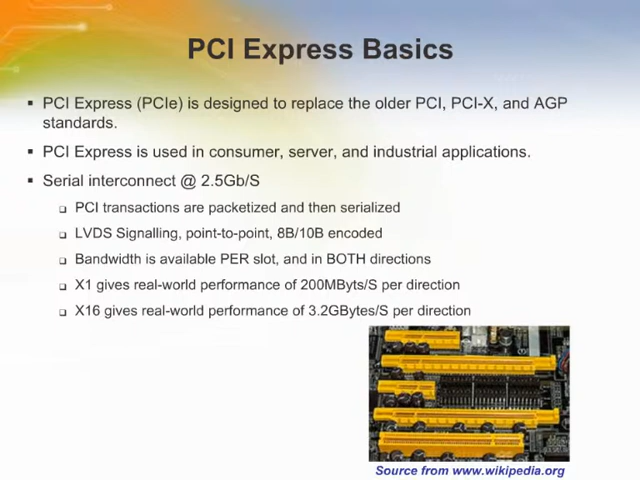 PCI Express Basics
PCI Express (PCIe) is designed to replace the older PCI, PCI-X, and AGP
standards.
PCI Express is used in consumer, server, and industrial applications.
Serial interconnect @ 2.5Gb/S
PCI transactions are packetized and then serialized
LVDS Signalling, point-to-point, 8B/10B encoded
Bandwidth is available PER slot, and in BOTH directions
X1 gives real-world performance of 200MByts/S per direction
X16 gives real-world performance of 3.2GBytes/S per direction
Source from www.wikipedia.org